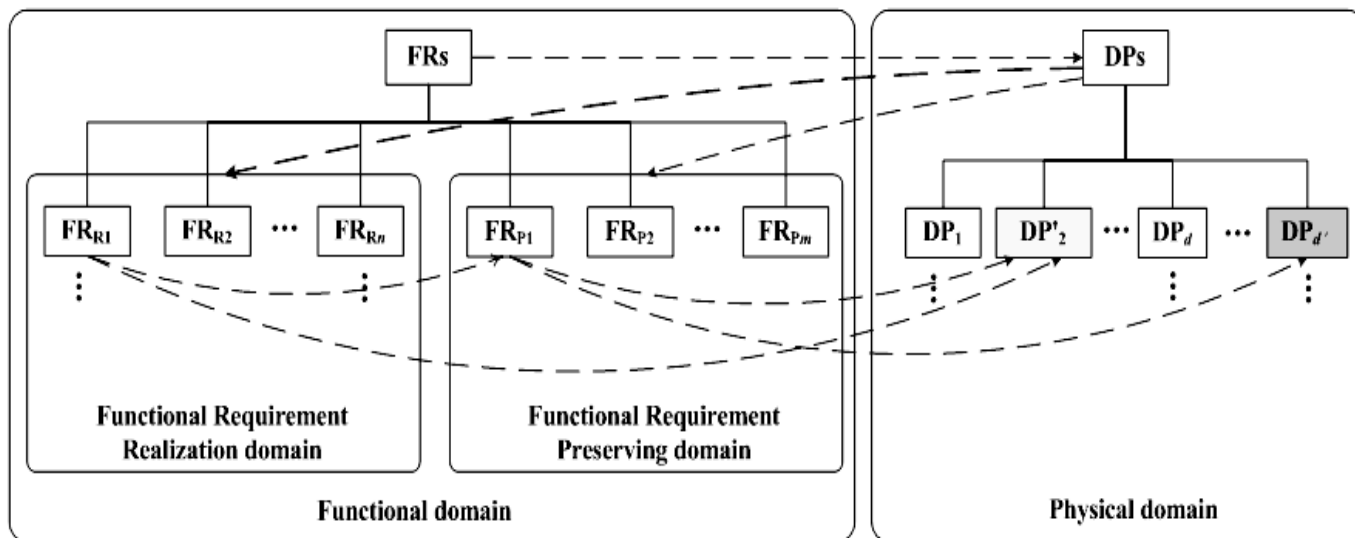 FRs
DPs
FR_R1 FR_R2 ... FR_Rn FR_P1 FR_P2 ... FR_Pm DP_1 DP'_2 ... DP_d ... DP_d'
Functional Requirement
Realization domain
Functional Requirement
Preserving domain
Functional domain
Physical domain